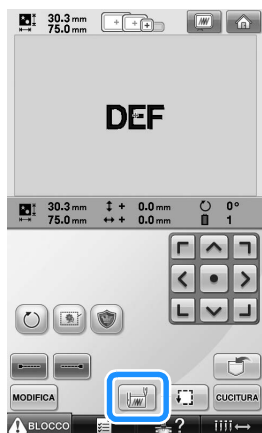 30.3 mm
75.0 mm
DEF
30.3 mm + 0.0 mm 0°
75.0 mm + 0.0 mm 1
MODIFICA
CUCITURA
BLOCCO
?